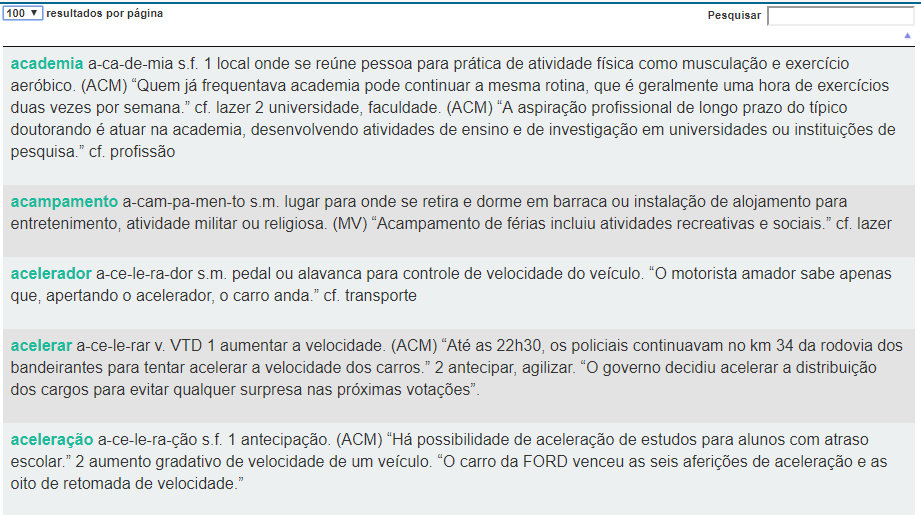 100 resultados por página
Pesquisar
academia a-ca-de-mia s.f. 1 local onde se reúne pessoa para prática de atividade física como musculação e exercício
aeróbico. (ACM) “Quem já frequentava academia pode continuar a mesma rotina, que é geralmente uma hora de exercícios
duas vezes por semana.” cf. lazer 2 universidade, faculdade. (ACM) “A aspiração profissional de longo prazo do típico
doutorando é atuar na academia, desenvolvendo atividades de ensino e de investigação em universidades ou instituições de
pesquisa.” cf. profissão
acampamento a-cam-pa-men-to s.m. lugar para onde se retira e dorme em barraca ou instalação de alojamento para
entretenimento, atividade militar ou religiosa. (MV) “Acampamento de férias incluiu atividades recreativas e sociais.” cf. lazer
acelerador a-ce-le-ra-dor s.m. pedal ou alavanca para controle de velocidade do veículo. “O motorista amador sabe apenas
que, apertando o acelerador, o carro anda.” cf. transporte
acelerar a-ce-le-rar v. VTD 1 aumentar a velocidade. (ACM) “Até as 22h30, os policiais continuavam no km 34 da rodovia dos
bandeirantes para tentar acelerar a velocidade dos carros.” 2 antecipar, agilizar. “O governo decidiu acelerar a distribuição
dos cargos para evitar qualquer surpresa nas próximas votações”.
aceleração a-ce-le-ra-ção s.f. 1 antecipação. (ACM) “Há possibilidade de aceleração de estudos para alunos com atraso
escolar.” 2 aumento gradativo de velocidade de um veículo. “O carro da FORD venceu as seis aferições de aceleração e as
oito de retomada de velocidade.”